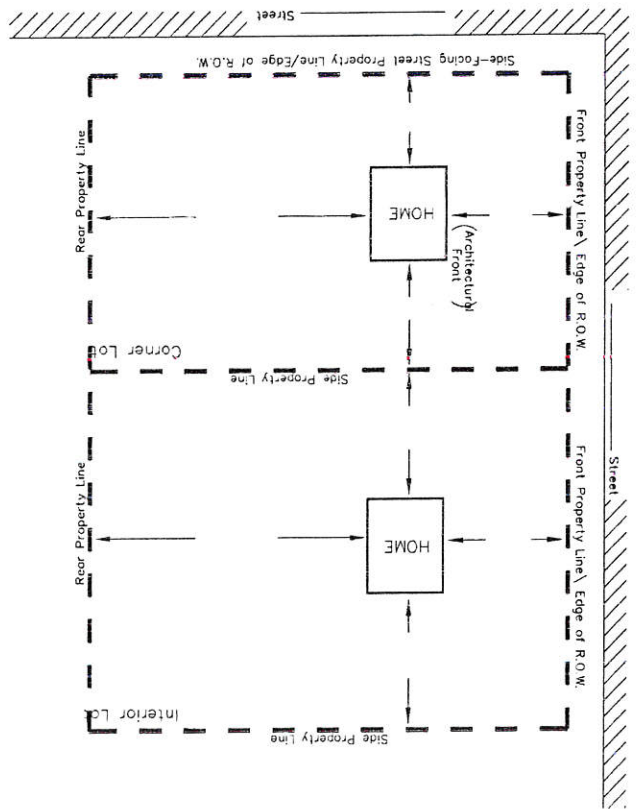 Street
Side-Facing Street Property Line/Edge of R.O.W.
Rear Property Line
Front Property Line\ Edge of R.O.W.
HOME
(Architectural
Front)
Corner Lot
Side Property Line
Street
Rear Property Line
Front Property Line\ Edge of R.O.W.
HOME
Interior Lot
Side Property Line